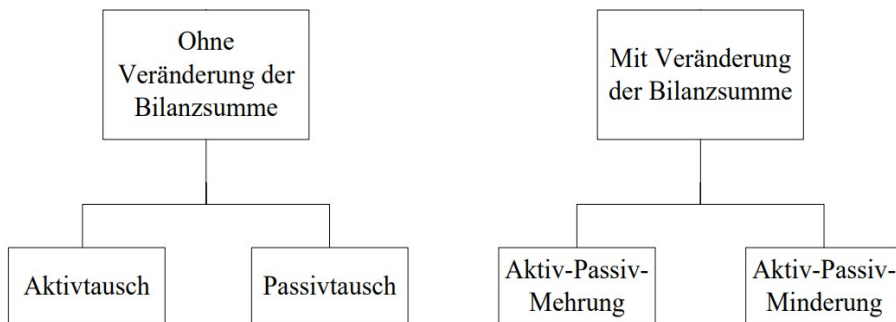 Ohne
Veränderung der
Bilanzsumme
Mit Veränderung
der Bilanzsumme
Aktivtausch
Passivtausch
Aktiv-Passiv-
Mehrung
Aktiv-Passiv-
Minderung